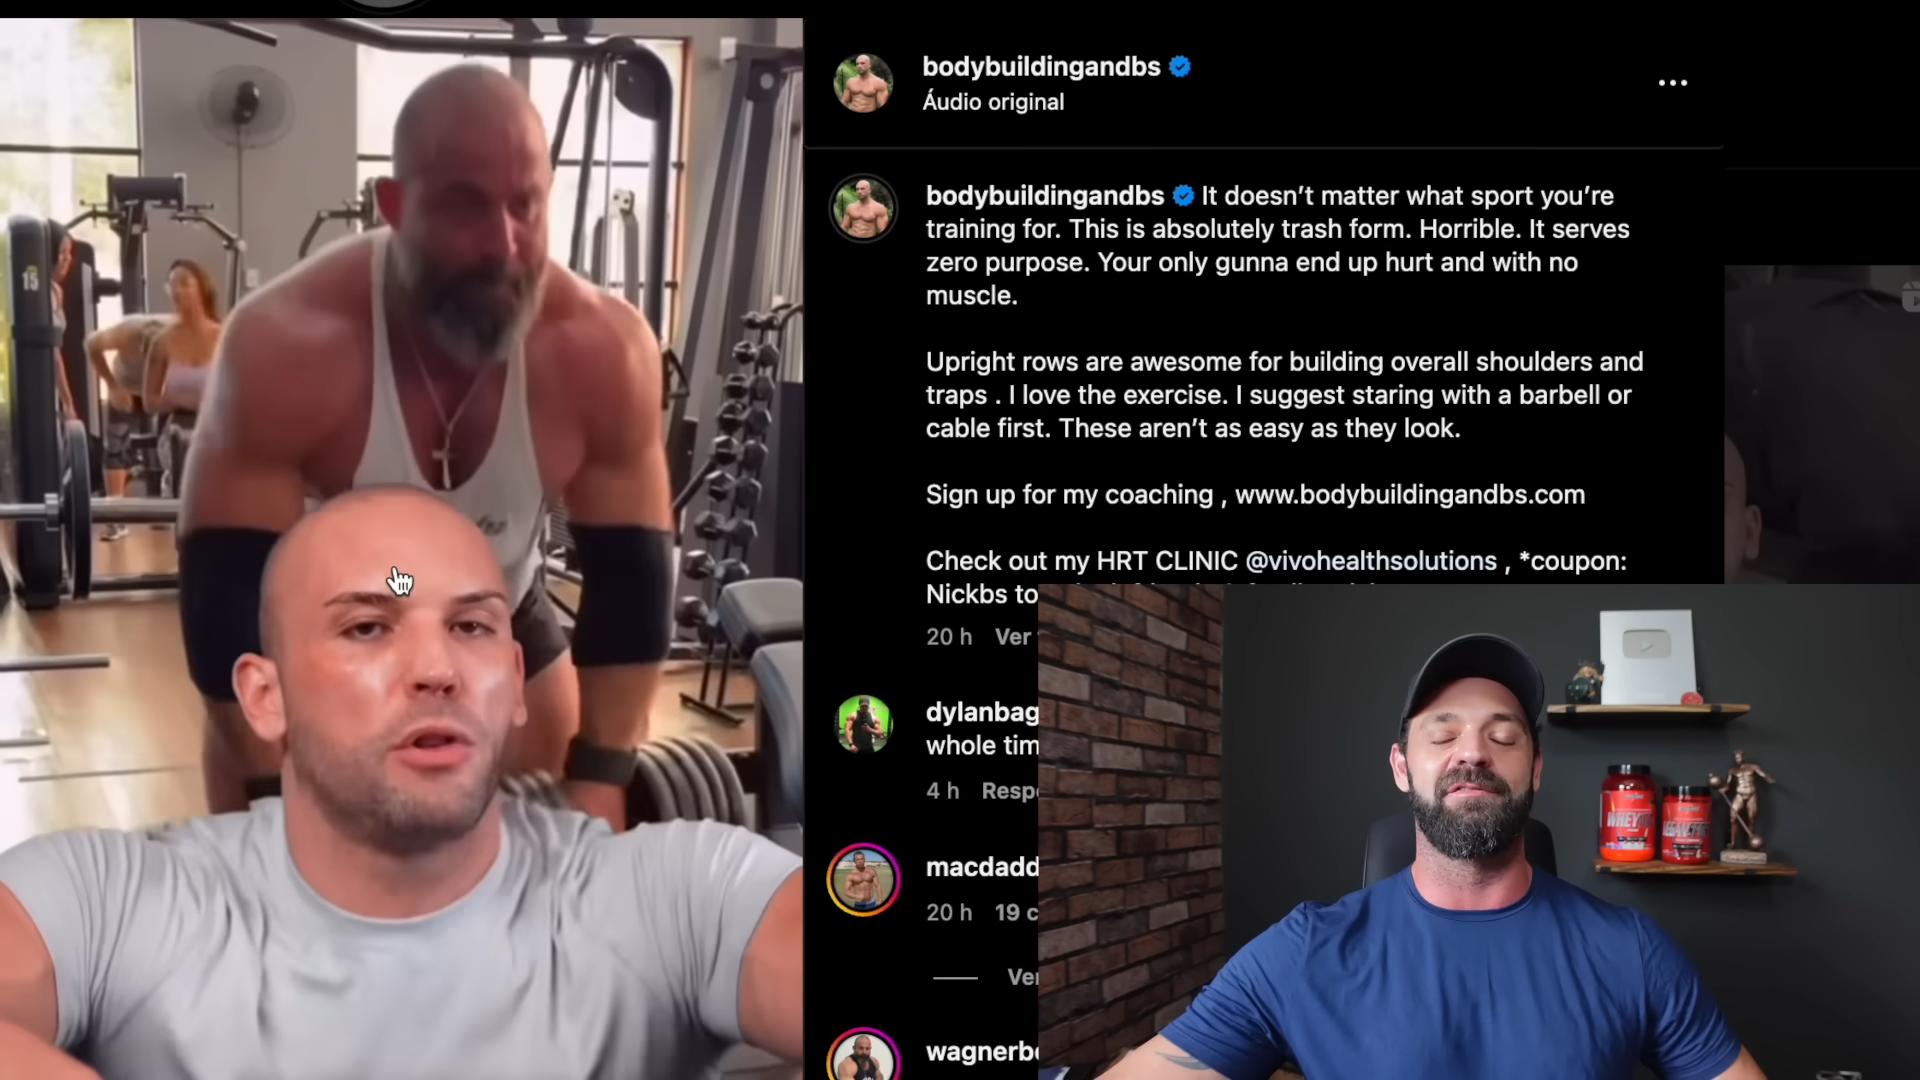 bodybuildingandbs
Áudio original
bodybuildingandbs It doesn’t matter what sport you’re
training for. This is absolutely trash form. Horrible. It serves
zero purpose. Your only gunna end up hurt and with no
muscle.
Upright rows are awesome for building overall shoulders and
traps . I love the exercise. I suggest staring with a barbell or
cable first. These aren’t as easy as they look.
Sign up for my coaching , www.bodybuildingandbs.com
Check out my HRT CLINIC @vivohealthsolutions , *coupon:
Nickbs to
20 h Ver
dylanbag
whole tim
4 h Resp
macdadd
20 h 19 c
Ver
wagnerb
15
WHEY